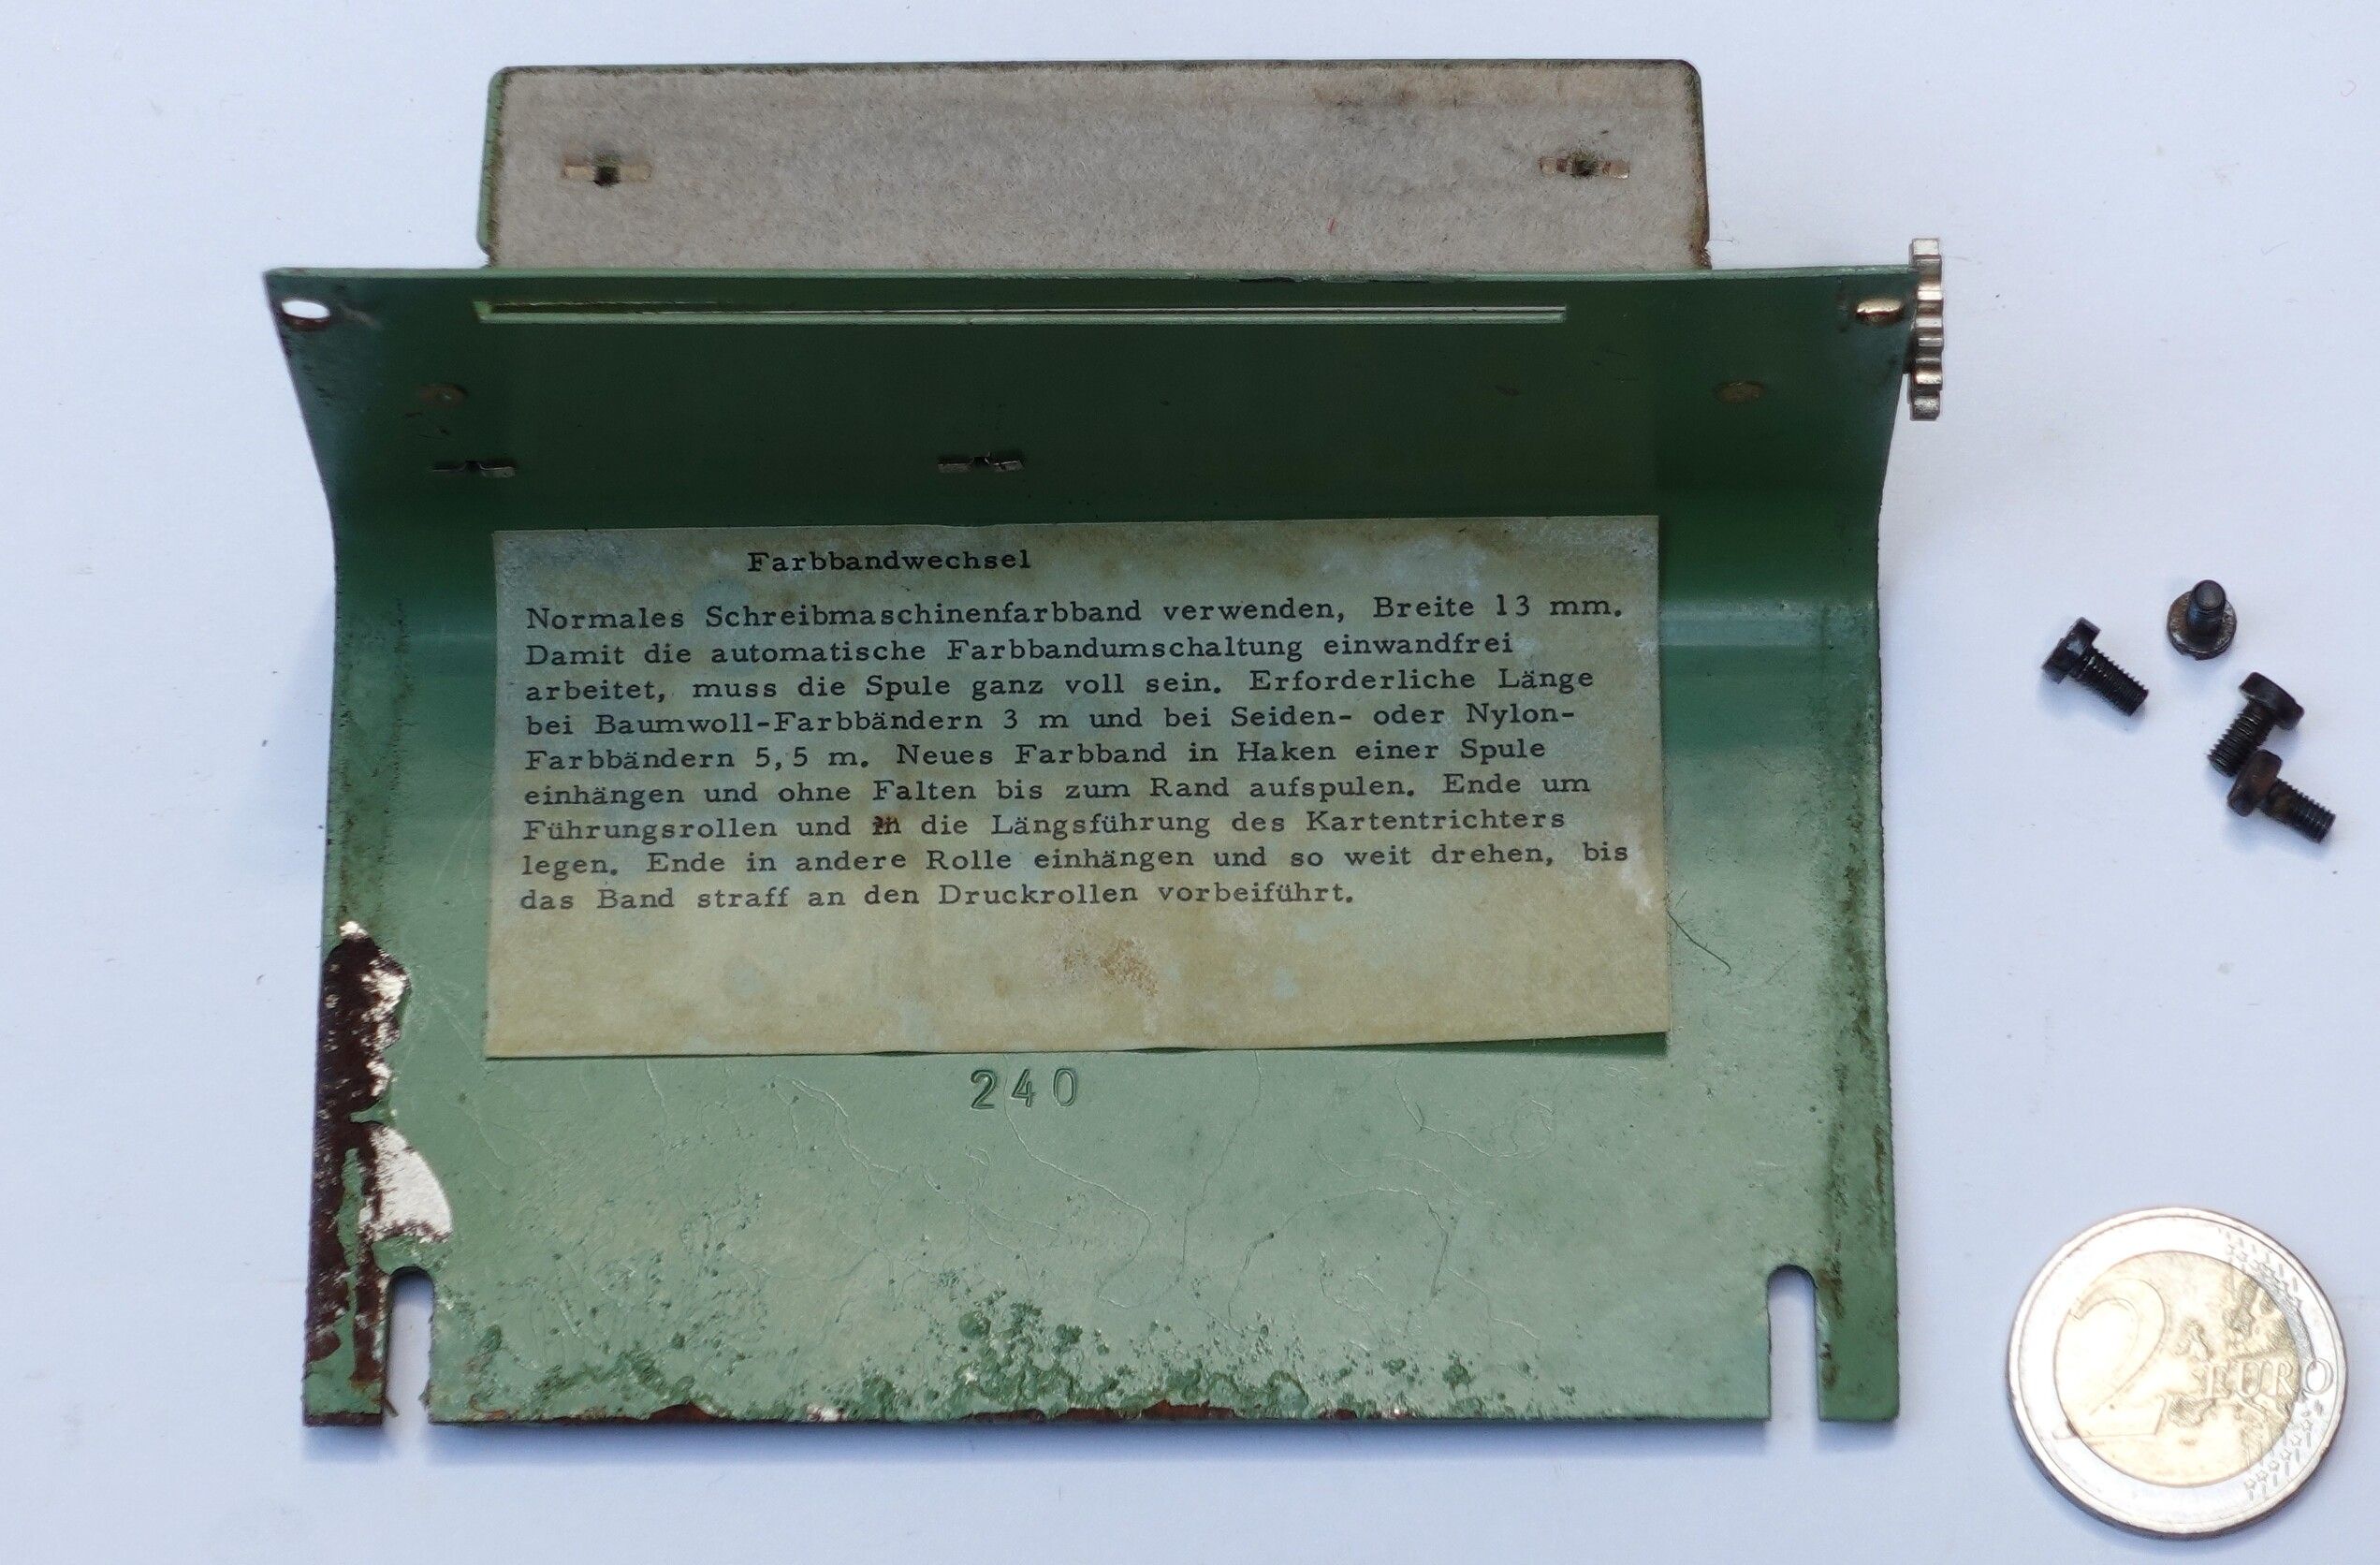 Farbbandwechsel
Normales Schreibmaschinenfarbband verwenden, Breite 13 mm.
Damit die automatische Farbbandumschaltung einwandfrei
arbeitet, muss die Spule ganz voll sein. Erforderliche Länge
bei Baumwoll-Farbbändern 3 m und bei Seiden- oder Nylon-
Farbbändern 5,5 m. Neues Farbband in Haken einer Spule
einhängen und ohne Falten bis zum Rand aufspulen. Ende um
Führungsrollen und in die Längsführung des Kartentrichters
legen. Ende in andere Rolle einhängen und so weit drehen, bis
das Band straff an den Druckrollen vorbeiführt.
240
2 EURO